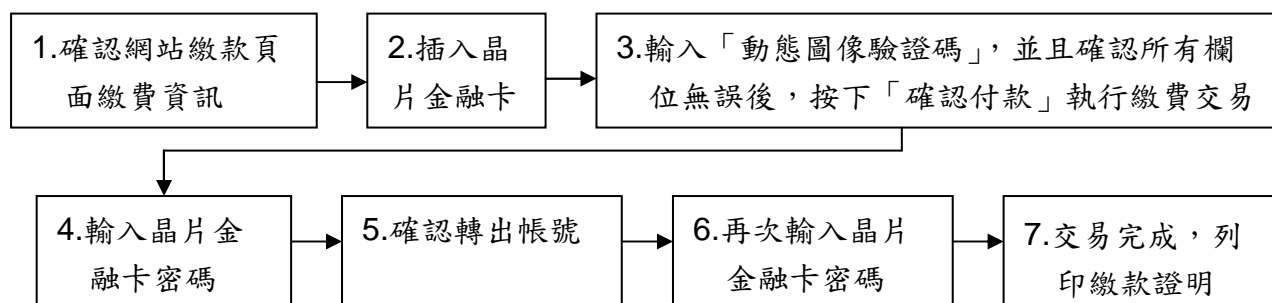 1.確認網站繳款頁
面繳費資訊
2.插入晶
片金融卡
3.輸入「動態圖像驗證碼」，並且確認所有欄
位無誤後，按下「確認付款」執行繳費交易
4.輸入晶片金
融卡密碼
5.確認轉出帳號
6.再次輸入晶片
金融卡密碼
7.交易完成，列
印繳款證明